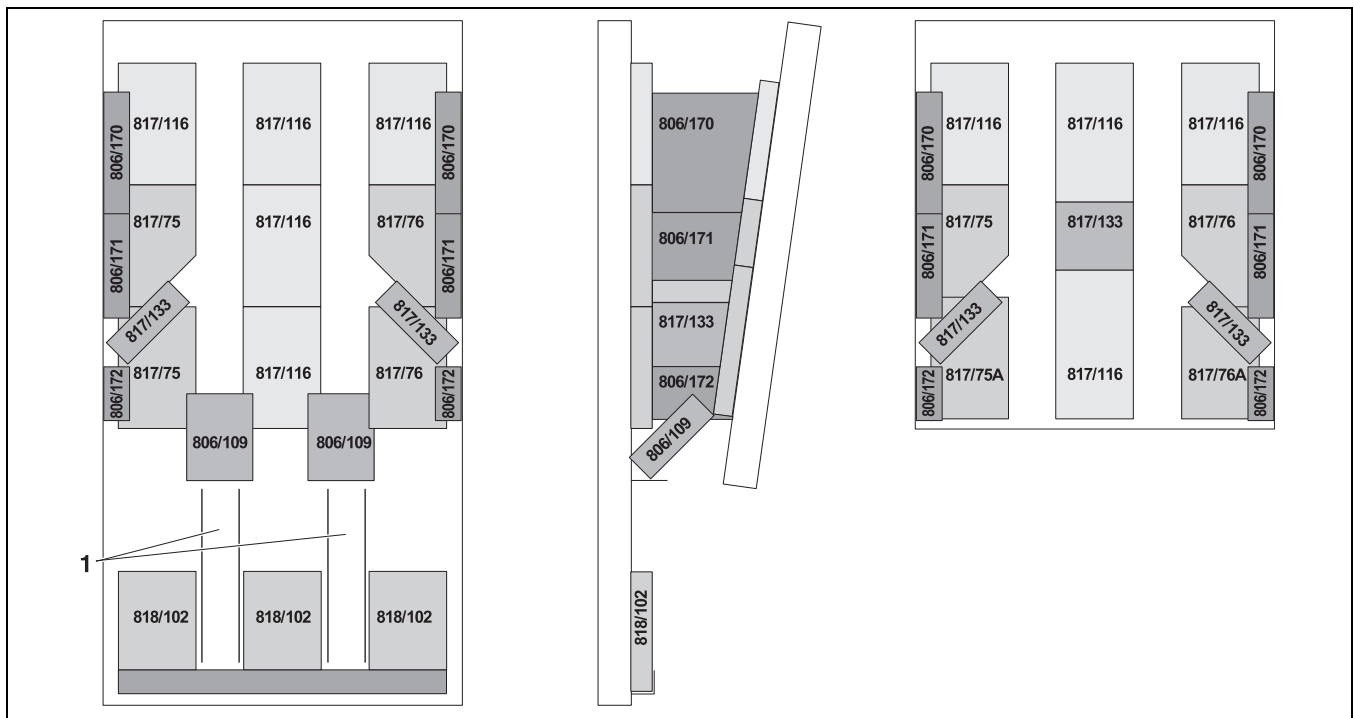 817/116 817/116 817/116
806/170 806/170
817/75 817/116 817/76
806/171 806/171
817/133 817/133
817/75 817/116 817/76
806/172 806/172
806/109 806/109
1
818/102 818/102 818/102
806/170
806/171
817/133
806/172
806/109
818/102
817/116 817/116 817/116
806/170 806/170
817/75 817/133 817/76
806/171 806/171
817/133 817/133
817/75A 817/116 817/76A
806/172 806/172